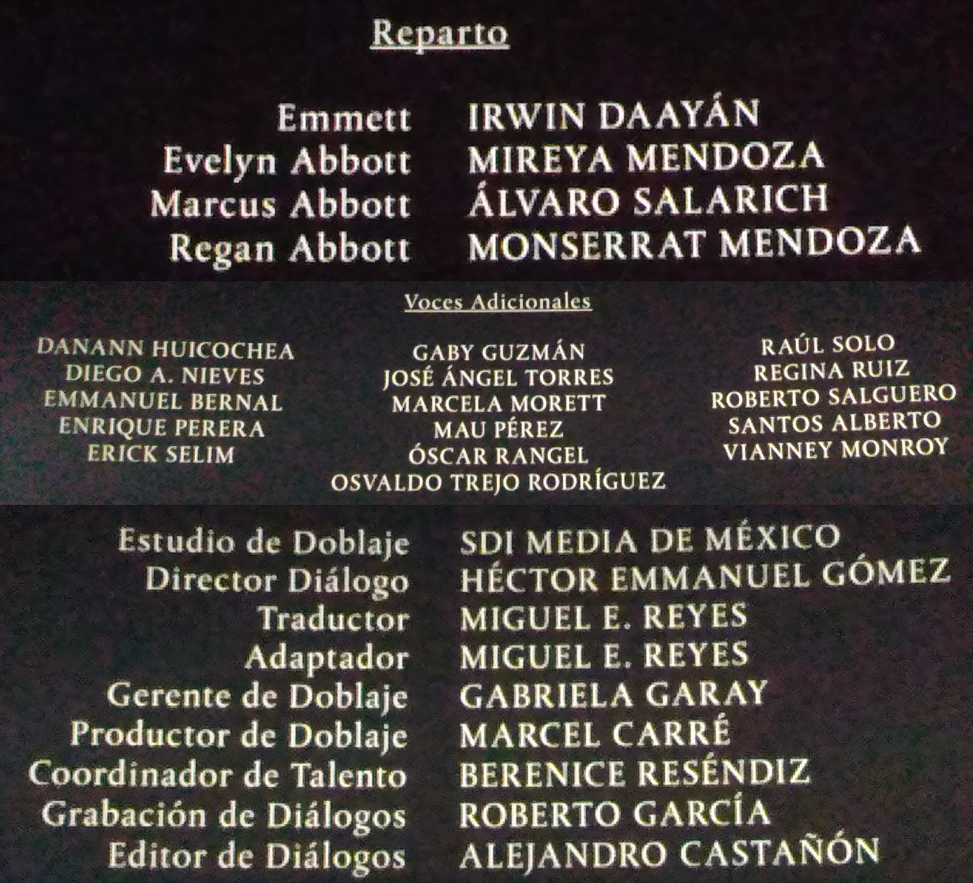 Reparto
Emmett IRWIN DAAYÁN
Evelyn Abbott MIREYA MENDOZA
Marcus Abbott ÁLVARO SALARICH
Regan Abbott MONSERRAT MENDOZA
Voces Adicionales
DANANN HUICOCHEA GABY GUZMÁN RAÚL SOLO
DIEGO A. NIEVES JOSÉ ÁNGEL TORRES REGINA RUIZ
EMMANUEL BERNAL MARCELA MORETT ROBERTO SALGUERO
ENRIQUE PERERA MAU PÉREZ SANTOS ALBERTO
ERICK SELIM ÓSCAR RANGEL VIANNEY MONROY
OSVALDO TREJO RODRÍGUEZ
Estudio de Doblaje SDI MEDIA DE MÉXICO
Director Diálogo HÉCTOR EMMANUEL GÓMEZ
Traductor MIGUEL E. REYES
Adaptador MIGUEL E. REYES
Gerente de Doblaje GABRIELA GARAY
Productor de Doblaje MARCEL CARRÉ
Coordinador de Talento BERENICE RESÉNDIZ
Grabación de Diálogos ROBERTO GARCÍA
Editor de Diálogos ALEJANDRO CASTAÑÓN